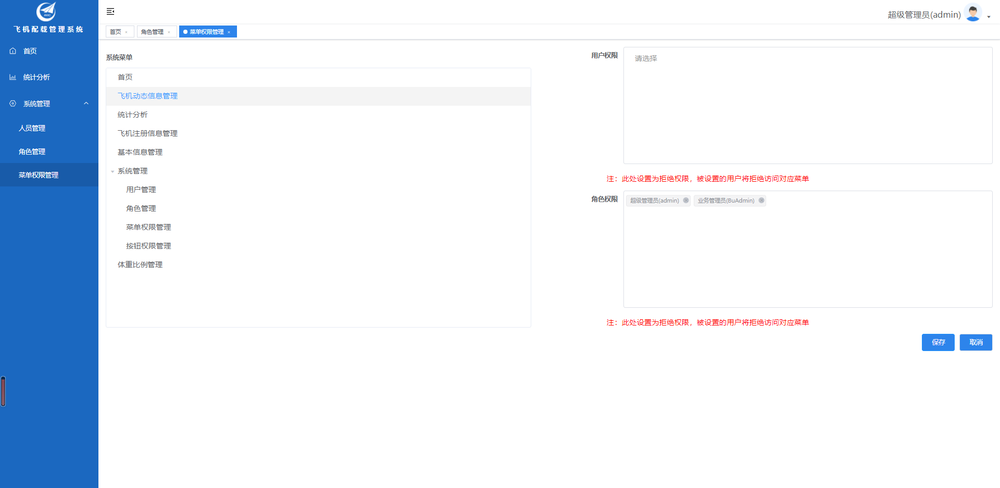 飞机配载管理系统
首页
统计分析
系统管理
人员管理
角色管理
菜单权限管理
超级管理员(admin)
首页 ×
角色管理 ×
菜单权限管理 ×
系统菜单
首页
飞机动态信息管理
统计分析
飞机注册信息管理
基本信息管理
系统管理
用户管理
角色管理
菜单权限管理
按钮权限管理
体重比例管理
用户权限
请选择
注：此处设置为拒绝权限，被设置的用户将拒绝访问对应菜单
角色权限
超级管理员(admin)
业务管理员(BuAdmin)
注：此处设置为拒绝权限，被设置的用户将拒绝访问对应菜单
保存
取消